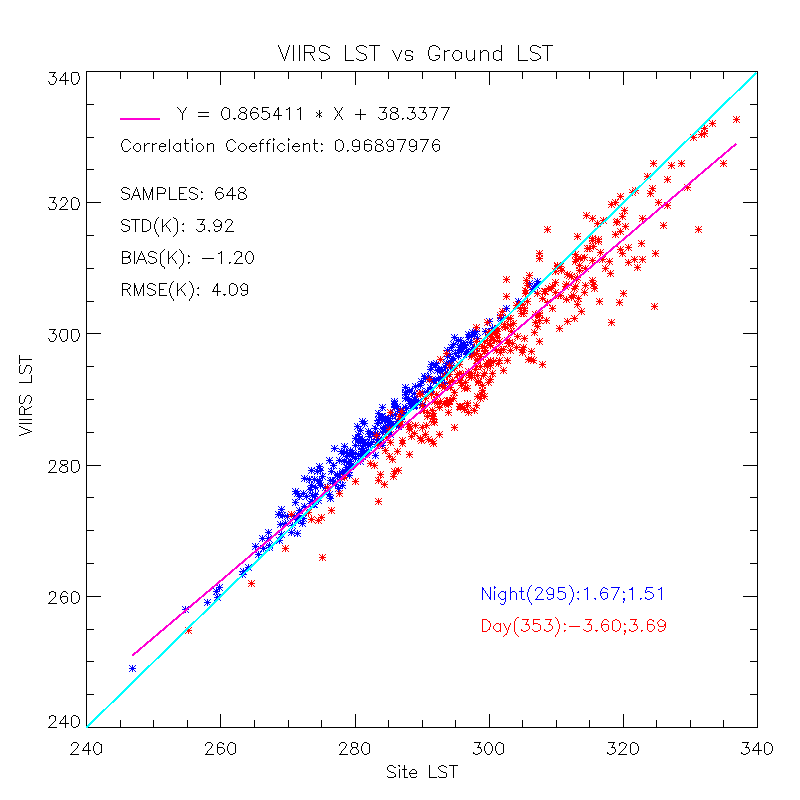 VIIRS LST vs Ground LST
Y = 0.865411 * X + 38.3377
Correlation Coefficient: 0.96897976
SAMPLES: 648
STD(K): 3.92
BIAS(K): −1.20
RMSE(K): 4.09
Night(295):1.67;1.51
Day(353):−3.60;3.69
340
320
300
280
260
240
VIIRS LST
240 260 280 300 320 340
Site LST